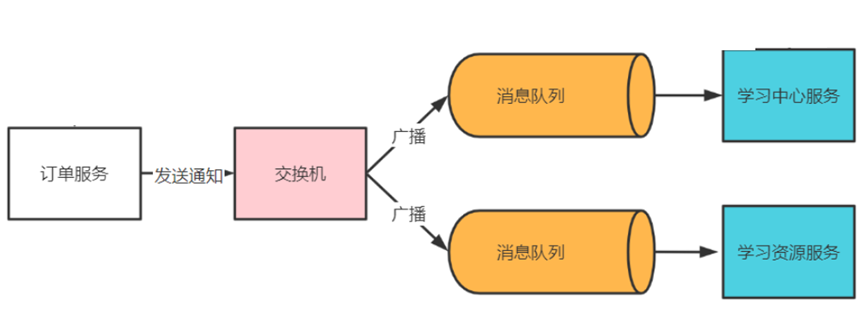 订单服务
发送通知
交换机
广播
消息队列
学习中心服务
广播
消息队列
学习资源服务